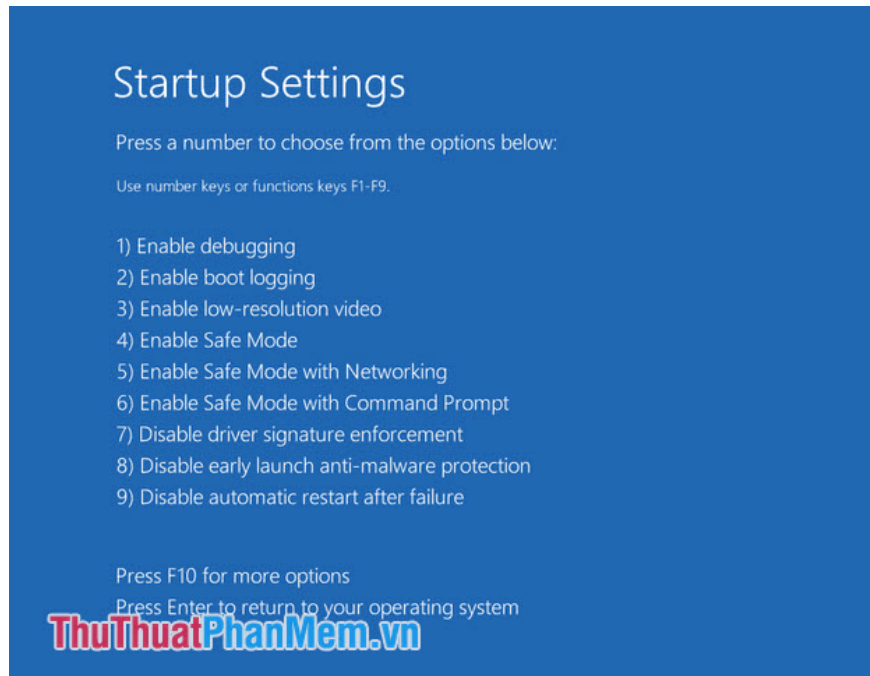 Startup Settings
Press a number to choose from the options below:
Use number keys or functions keys F1-F9.
1) Enable debugging
2) Enable boot logging
3) Enable low-resolution video
4) Enable Safe Mode
5) Enable Safe Mode with Networking
6) Enable Safe Mode with Command Prompt
7) Disable driver signature enforcement
8) Disable early launch anti-malware protection
9) Disable automatic restart after failure
Press F10 for more options
Press Enter to return to your operating system
ThuThuatPhanMem.vn